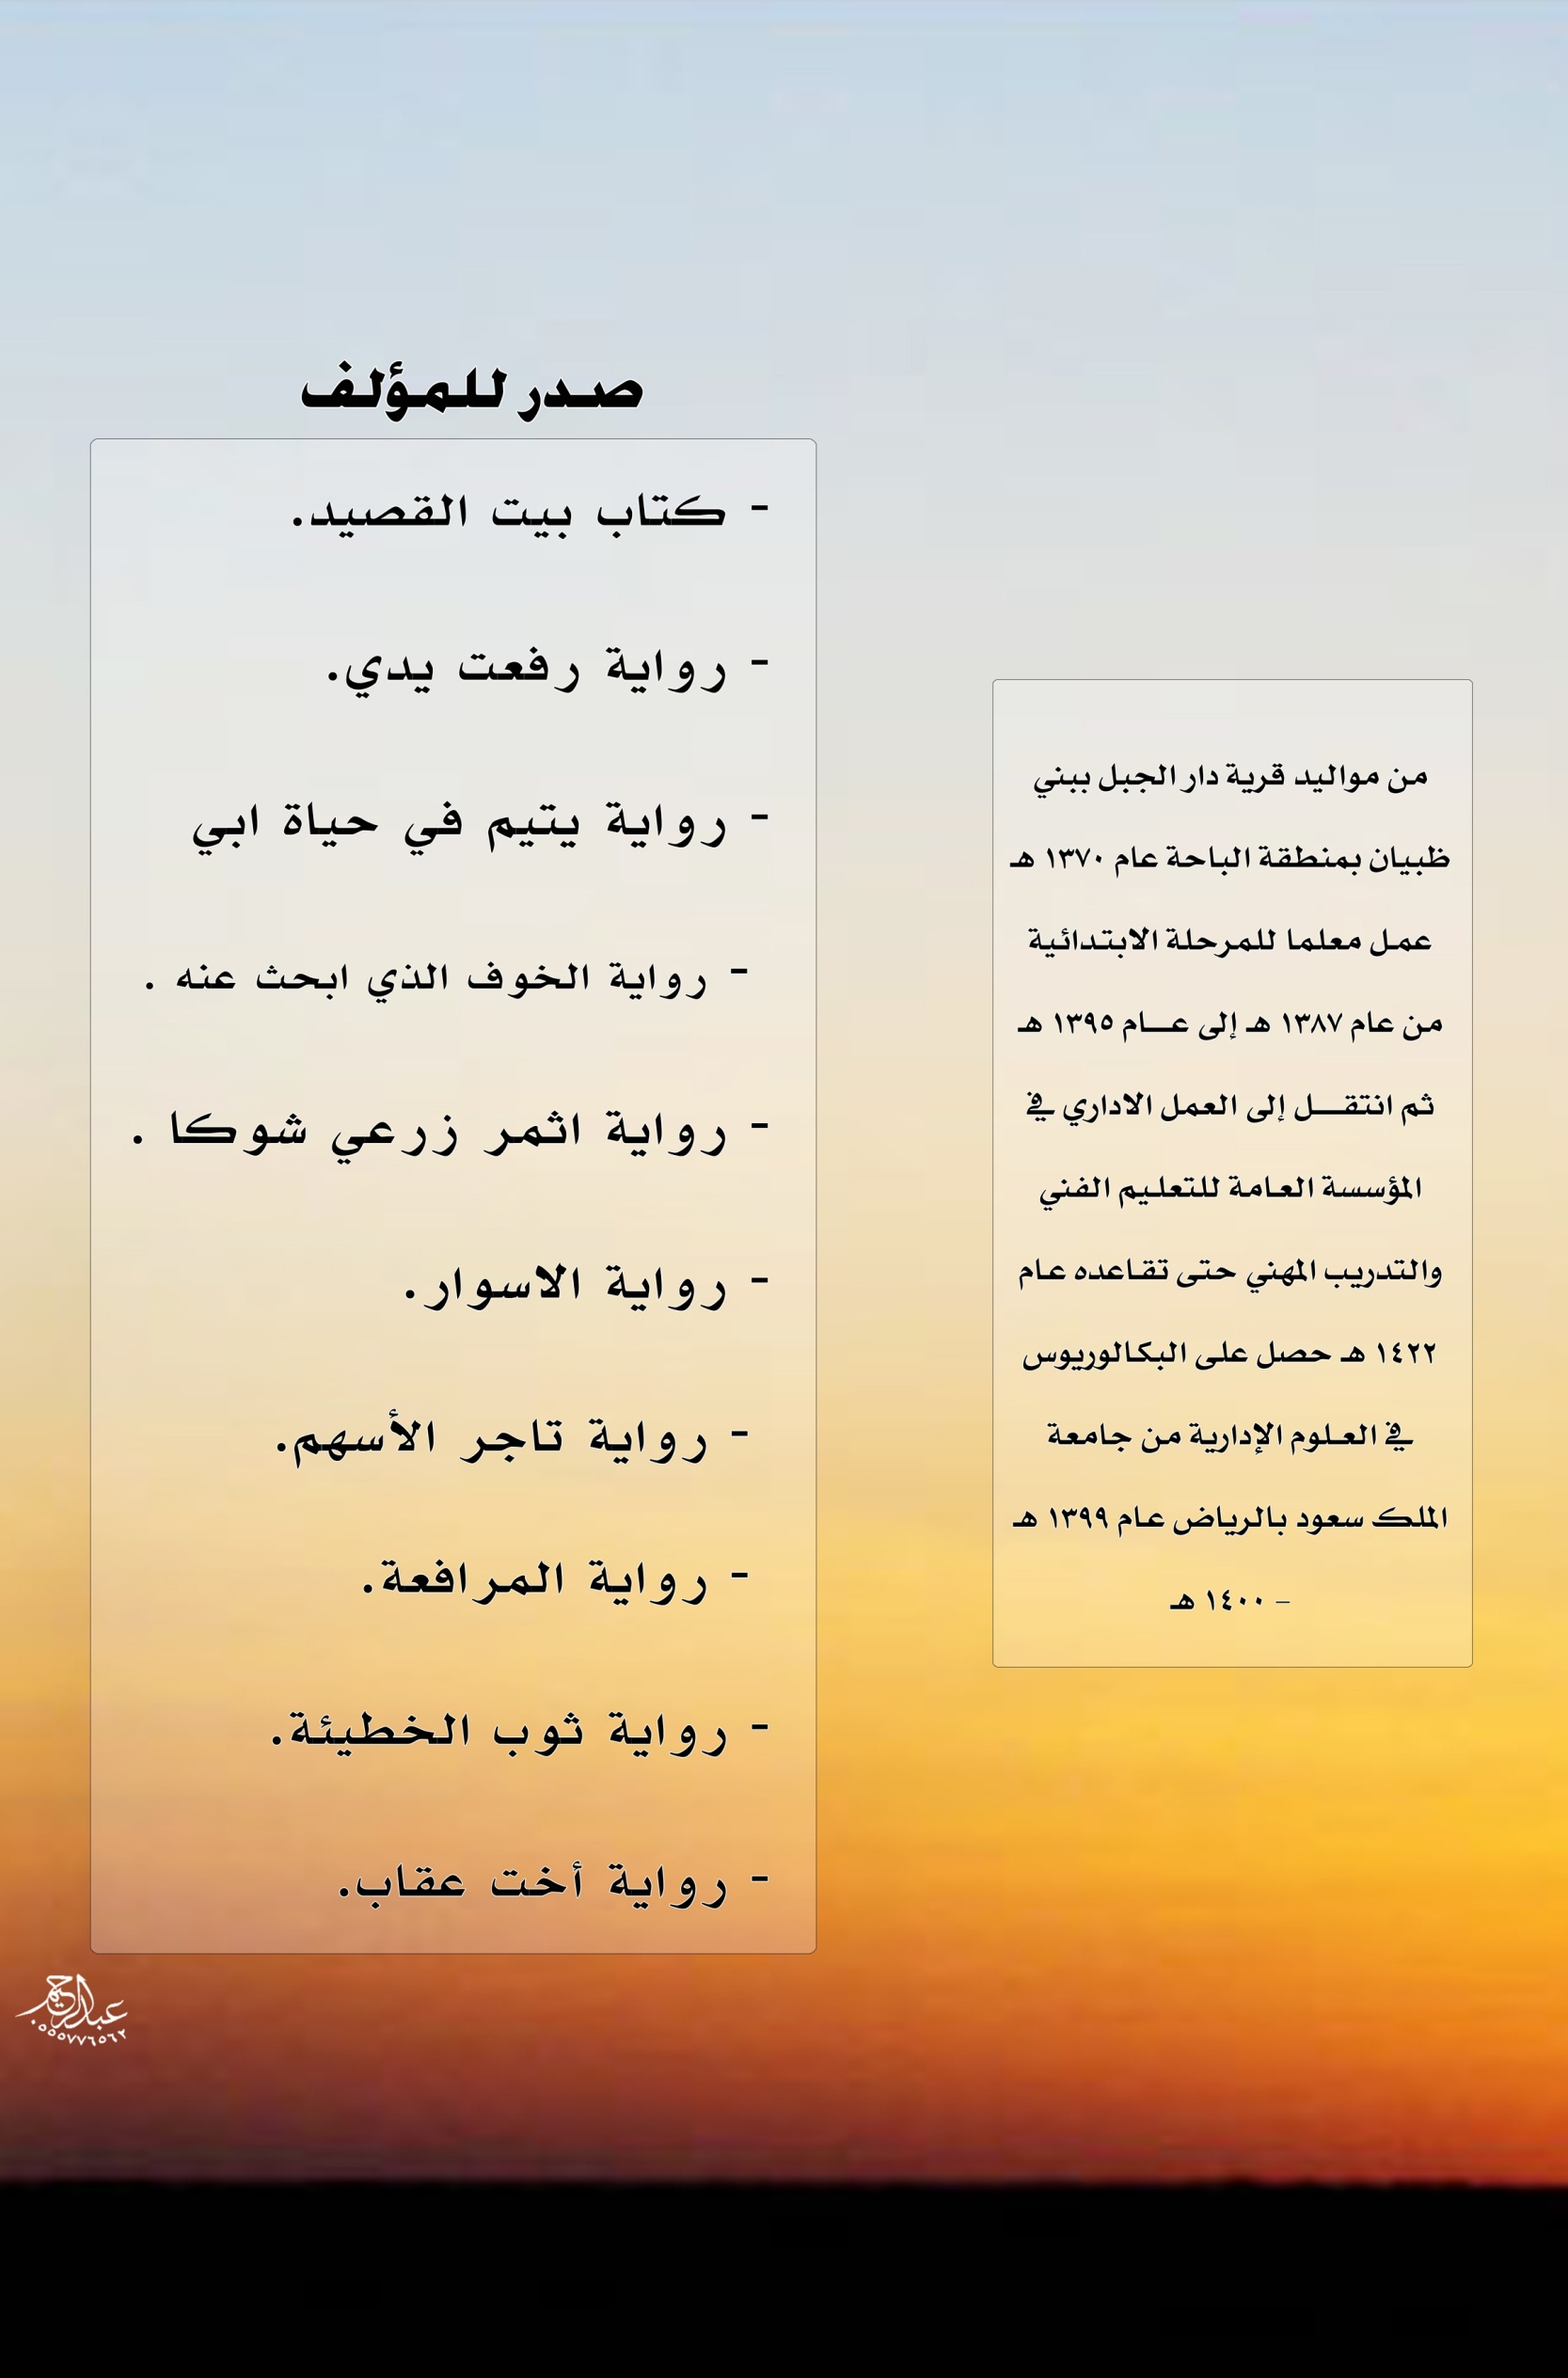 صدر للمؤلف
- كتاب بيت القصيد.
- رواية رفعت يدي.
- رواية يتيم في حياة ابي
- رواية الخوف الذي ابحث عنه .
- رواية اثمر زرعي شوكا .
- رواية الاسوار.
- رواية تاجر الأسهم.
- رواية المرافعة.
- رواية ثوب الخطيئة.
- رواية أخت عقاب.
من مواليد قرية دار الجبل ببني
ظبيان بمنطقة الباحة عام ١٣٧٠ هـ
عمل معلما للمرحلة الابتدائية
من عام ١٣٨٧ هـ إلى عـــام ١٣٩٥ هـ
ثم انتقـــل إلى العمل الاداري في
المؤسسة العامة للتعليم الفني
والتدريب المهني حتى تقاعده عام
١٤٢٢ هـ حصل على البكالوريوس
في العلوم الإدارية من جامعة
الملك سعود بالرياض عام ١٣٩٩ هـ
– ١٤٠٠ هـ
عبدالرحيم
٠٥٥٥٧٧٦٥٦٢